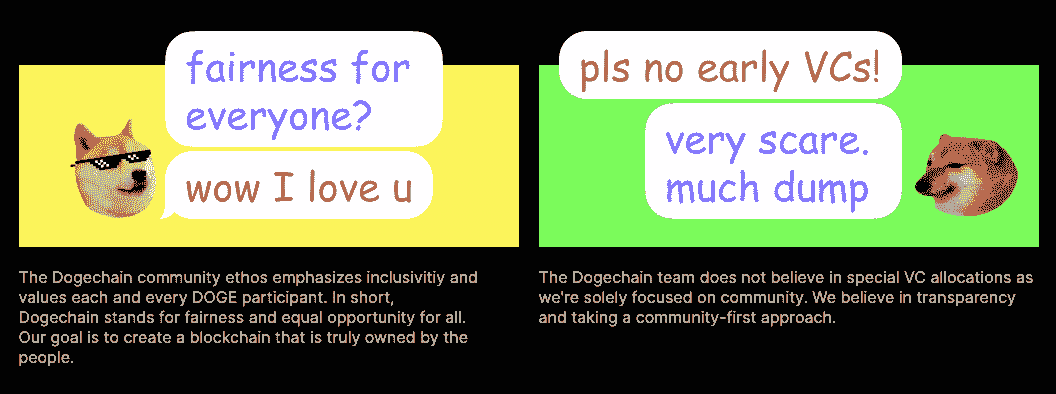 fairness for
everyone?
wow I love u
The Dogechain community ethos emphasizes inclusivitiy and
values each and every DOGE participant. In short,
Dogechain stands for fairness and equal opportunity for all.
Our goal is to create a blockchain that is truly owned by the
people.
pls no early VCs!
very scare.
much dump
The Dogechain team does not believe in special VC allocations as
we're solely focused on community. We believe in transparency
and taking a community-first approach.